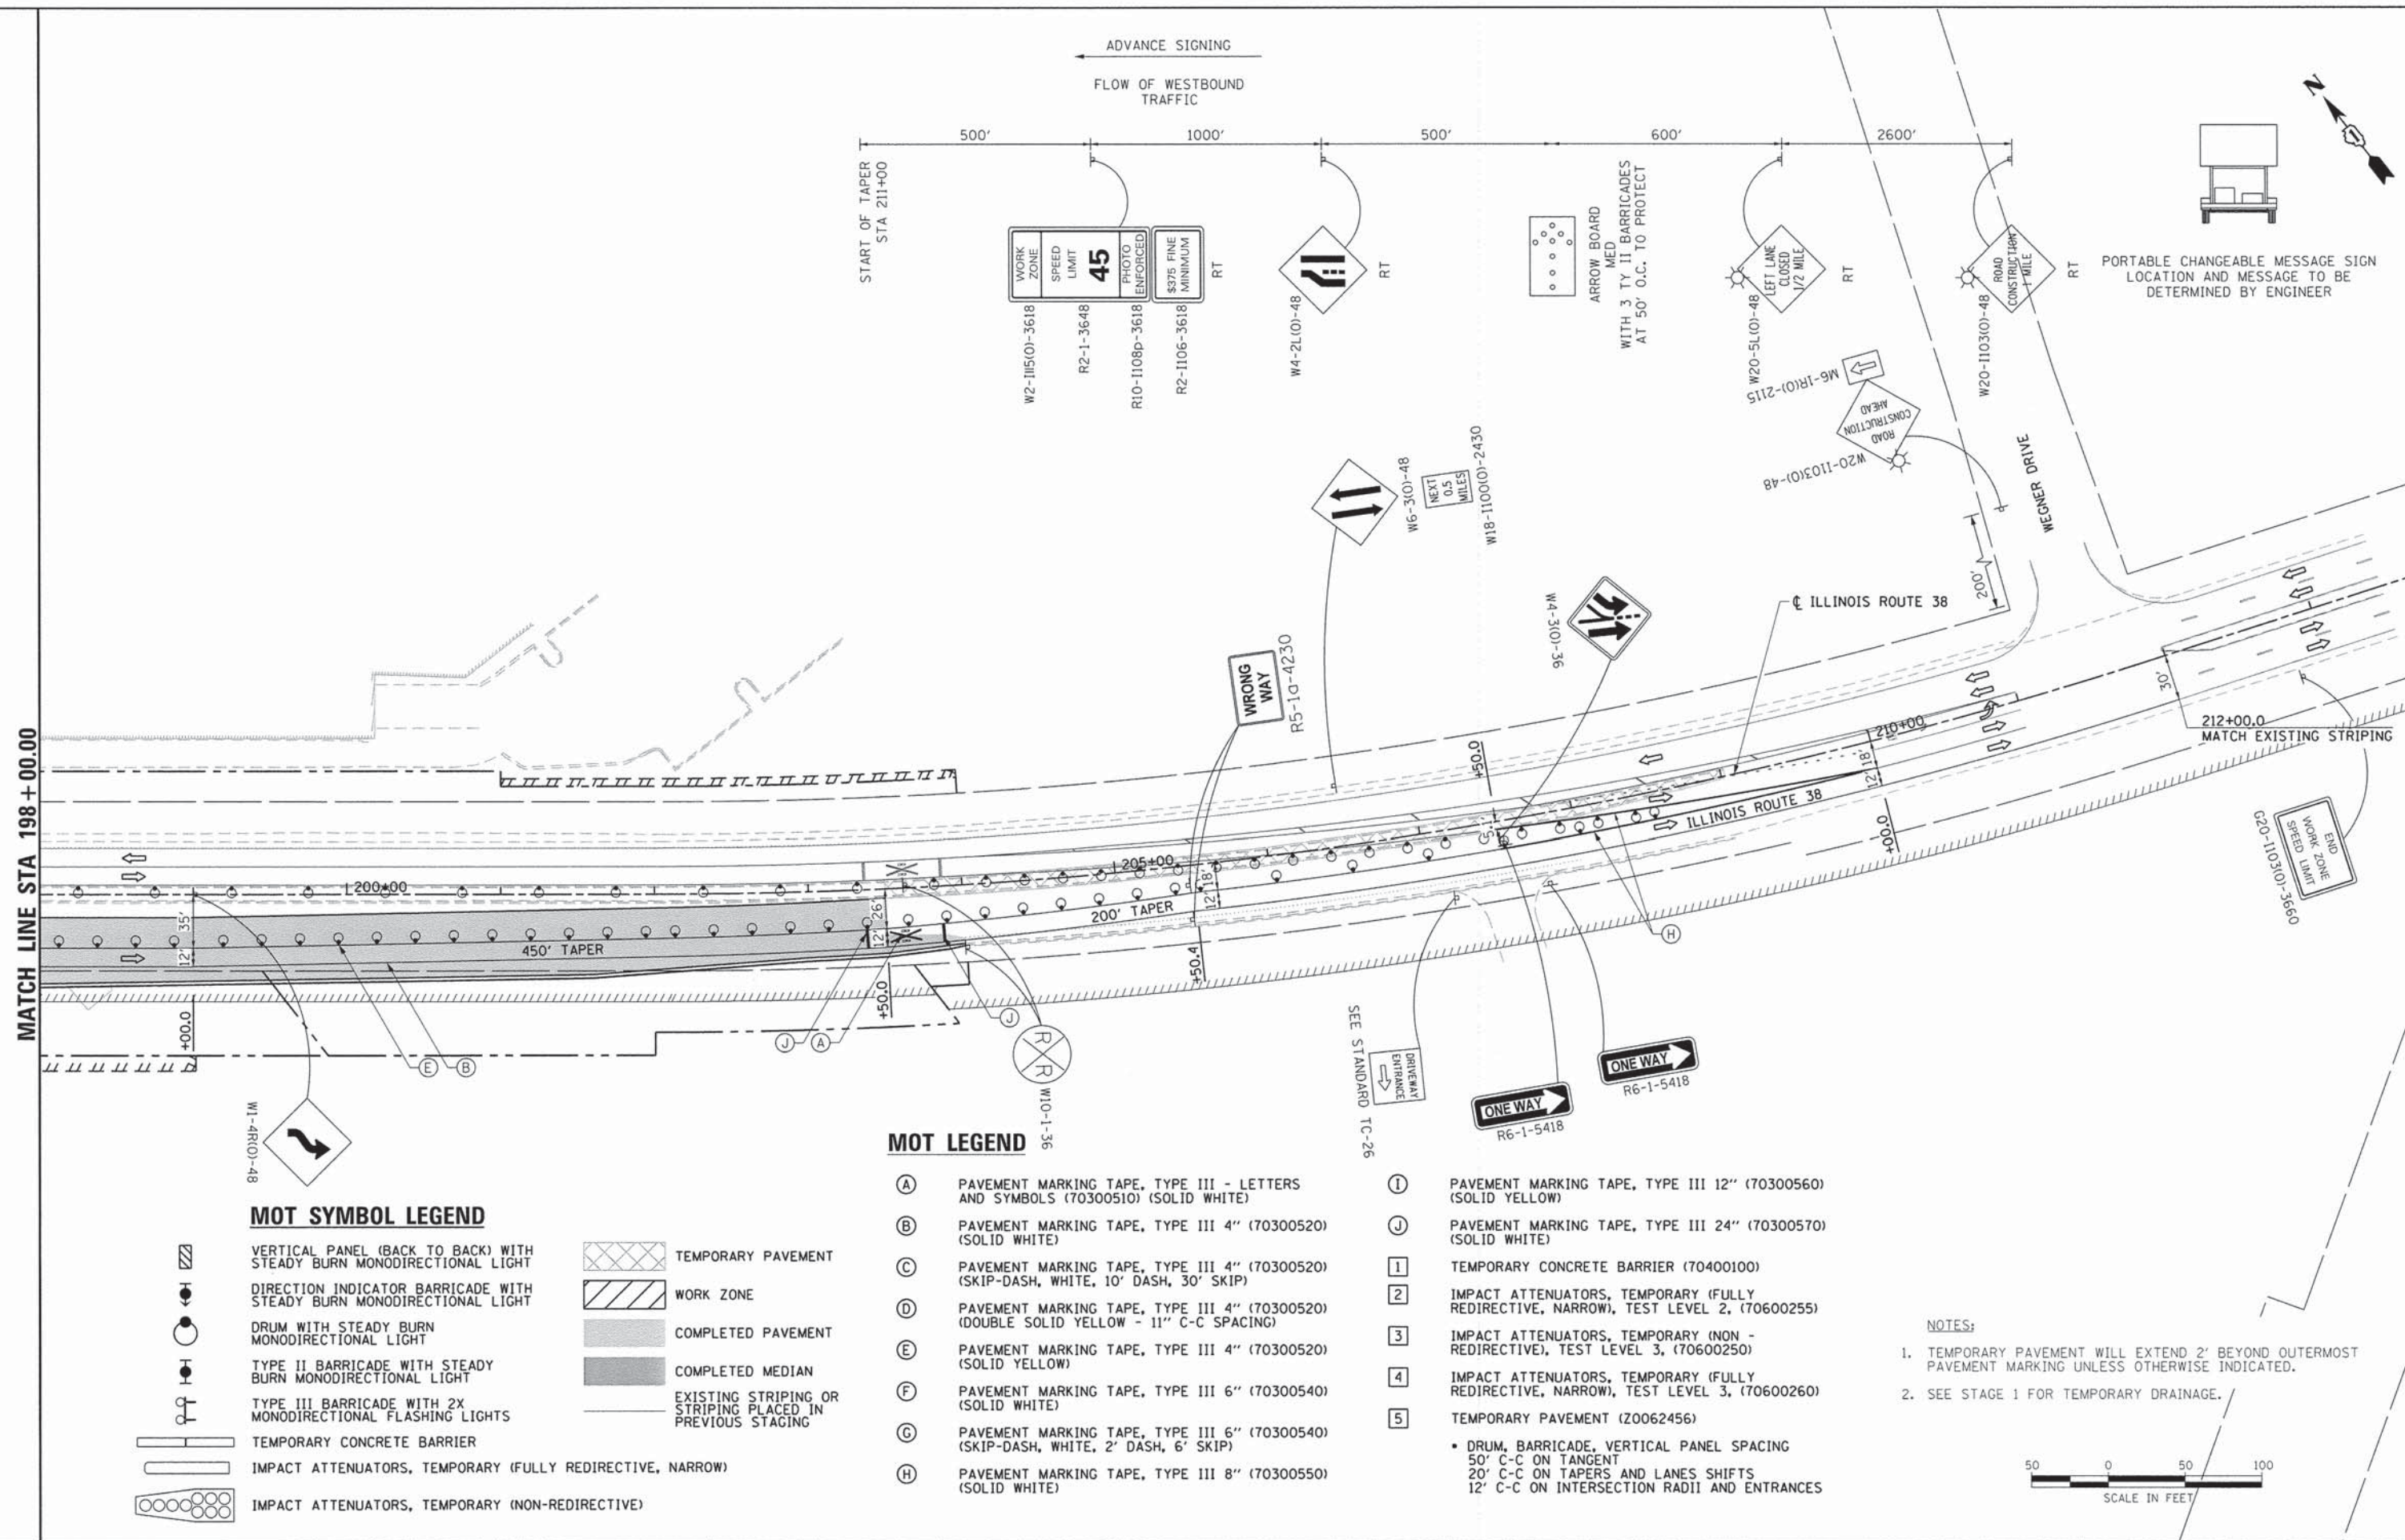 ADVANCE SIGNING
FLOW OF WESTBOUND
TRAFFIC
500'
1000'
500'
600'
2600'
START OF TAPER
STA 211+00
WORK
ZONE
SPEED
LIMIT
45
PHOTO
ENFORCED
$375 FINE
MINIMUM
RT
W2-I115(O)-3618
R2-1-3648
R10-I108p-3618
R2-I106-3618
RT
W4-2L(O)-48
ARROW BOARD
MED
WITH 3 TY II BARRICADES
AT 50' O.C. TO PROTECT
LEFT LANE
CLOSED
1/2 MILE
RT
W20-5L(O)-48
ROAD
CONSTRUCTION
1 MILE
RT
W20-I103(O)-48
N
PORTABLE CHANGEABLE MESSAGE SIGN
LOCATION AND MESSAGE TO BE
DETERMINED BY ENGINEER
M6-1R(O)-2115
ROAD
CONSTRUCTION
AHEAD
W20-I103(O)-48
WEGNER DRIVE
200'
W6-3(O)-48
NEXT
0.5
MILES
W18-I100(O)-2430
W4-3(O)-36
℄ ILLINOIS ROUTE 38
WRONG
WAY
R5-1a-4230
MATCH LINE STA 198+00.00
200+00
205+00
210+00
+50.0
5.1'
12' 18'
ILLINOIS ROUTE 38
30'
212+00.0
MATCH EXISTING STRIPING
END
WORK ZONE
SPEED LIMIT
G20-I103(O)-3660
12' 35'
450' TAPER
12' 26'
200' TAPER
12' 18'
+00.0
+50.0
+50.4
+00.0
E
B
J
A
J
H
R R
W10-1-36
W1-4R(O)-48
SEE STANDARD TC-26
DRIVEWAY
ENTRANCE
ONE WAY
R6-1-5418
ONE WAY
R6-1-5418
MOT SYMBOL LEGEND
VERTICAL PANEL (BACK TO BACK) WITH
STEADY BURN MONODIRECTIONAL LIGHT
DIRECTION INDICATOR BARRICADE WITH
STEADY BURN MONODIRECTIONAL LIGHT
DRUM WITH STEADY BURN
MONODIRECTIONAL LIGHT
TYPE II BARRICADE WITH STEADY
BURN MONODIRECTIONAL LIGHT
TYPE III BARRICADE WITH 2X
MONODIRECTIONAL FLASHING LIGHTS
TEMPORARY CONCRETE BARRIER
IMPACT ATTENUATORS, TEMPORARY (FULLY REDIRECTIVE, NARROW)
IMPACT ATTENUATORS, TEMPORARY (NON-REDIRECTIVE)
TEMPORARY PAVEMENT
WORK ZONE
COMPLETED PAVEMENT
COMPLETED MEDIAN
EXISTING STRIPING OR
STRIPING PLACED IN
PREVIOUS STAGING
MOT LEGEND
A PAVEMENT MARKING TAPE, TYPE III - LETTERS
AND SYMBOLS (70300510) (SOLID WHITE)
B PAVEMENT MARKING TAPE, TYPE III 4" (70300520)
(SOLID WHITE)
C PAVEMENT MARKING TAPE, TYPE III 4" (70300520)
(SKIP-DASH, WHITE, 10' DASH, 30' SKIP)
D PAVEMENT MARKING TAPE, TYPE III 4" (70300520)
(DOUBLE SOLID YELLOW - 11" C-C SPACING)
E PAVEMENT MARKING TAPE, TYPE III 4" (70300520)
(SOLID YELLOW)
F PAVEMENT MARKING TAPE, TYPE III 6" (70300540)
(SOLID WHITE)
G PAVEMENT MARKING TAPE, TYPE III 6" (70300540)
(SKIP-DASH, WHITE, 2' DASH, 6' SKIP)
H PAVEMENT MARKING TAPE, TYPE III 8" (70300550)
(SOLID WHITE)
I PAVEMENT MARKING TAPE, TYPE III 12" (70300560)
(SOLID YELLOW)
J PAVEMENT MARKING TAPE, TYPE III 24" (70300570)
(SOLID WHITE)
1 TEMPORARY CONCRETE BARRIER (70400100)
2 IMPACT ATTENUATORS, TEMPORARY (FULLY
REDIRECTIVE, NARROW), TEST LEVEL 2, (70600255)
3 IMPACT ATTENUATORS, TEMPORARY (NON -
REDIRECTIVE), TEST LEVEL 3, (70600250)
4 IMPACT ATTENUATORS, TEMPORARY (FULLY
REDIRECTIVE, NARROW), TEST LEVEL 3, (70600260)
5 TEMPORARY PAVEMENT (Z0062456)
• DRUM, BARRICADE, VERTICAL PANEL SPACING
50' C-C ON TANGENT
20' C-C ON TAPERS AND LANES SHIFTS
12' C-C ON INTERSECTION RADII AND ENTRANCES
NOTES:
1. TEMPORARY PAVEMENT WILL EXTEND 2' BEYOND OUTERMOST
PAVEMENT MARKING UNLESS OTHERWISE INDICATED.
2. SEE STAGE 1 FOR TEMPORARY DRAINAGE.
50 0 50 100
SCALE IN FEET